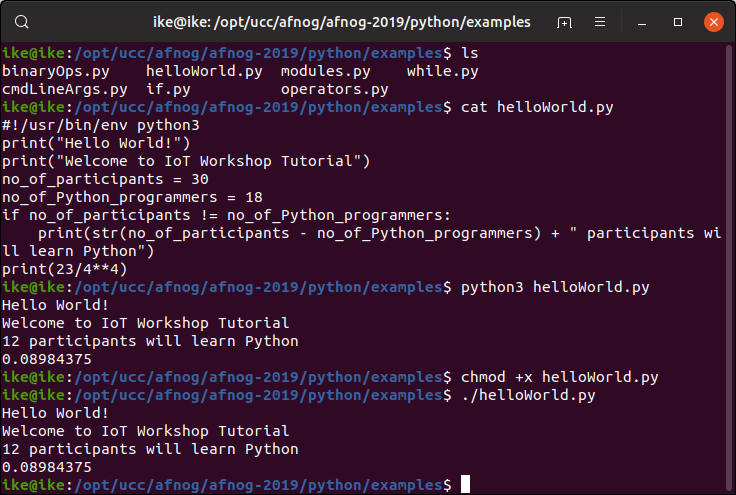 ike@ike: /opt/ucc/afnog/afnog-2019/python/examples
ike@ike:/opt/ucc/afnog/afnog-2019/python/examples$ ls
binaryOps.py    helloWorld.py  modules.py    while.py
cmdLineArgs.py  if.py          operators.py
ike@ike:/opt/ucc/afnog/afnog-2019/python/examples$ cat helloWorld.py
#!/usr/bin/env python3
print("Hello World!")
print("Welcome to IoT Workshop Tutorial")
no_of_participants = 30
no_of_Python_programmers = 18
if no_of_participants != no_of_Python_programmers:
    print(str(no_of_participants - no_of_Python_programmers) + " participants wi
ll learn Python")
print(23/4**4)
ike@ike:/opt/ucc/afnog/afnog-2019/python/examples$ python3 helloWorld.py
Hello World!
Welcome to IoT Workshop Tutorial
12 participants will learn Python
0.08984375
ike@ike:/opt/ucc/afnog/afnog-2019/python/examples$ chmod +x helloWorld.py
ike@ike:/opt/ucc/afnog/afnog-2019/python/examples$ ./helloWorld.py
Hello World!
Welcome to IoT Workshop Tutorial
12 participants will learn Python
0.08984375
ike@ike:/opt/ucc/afnog/afnog-2019/python/examples$